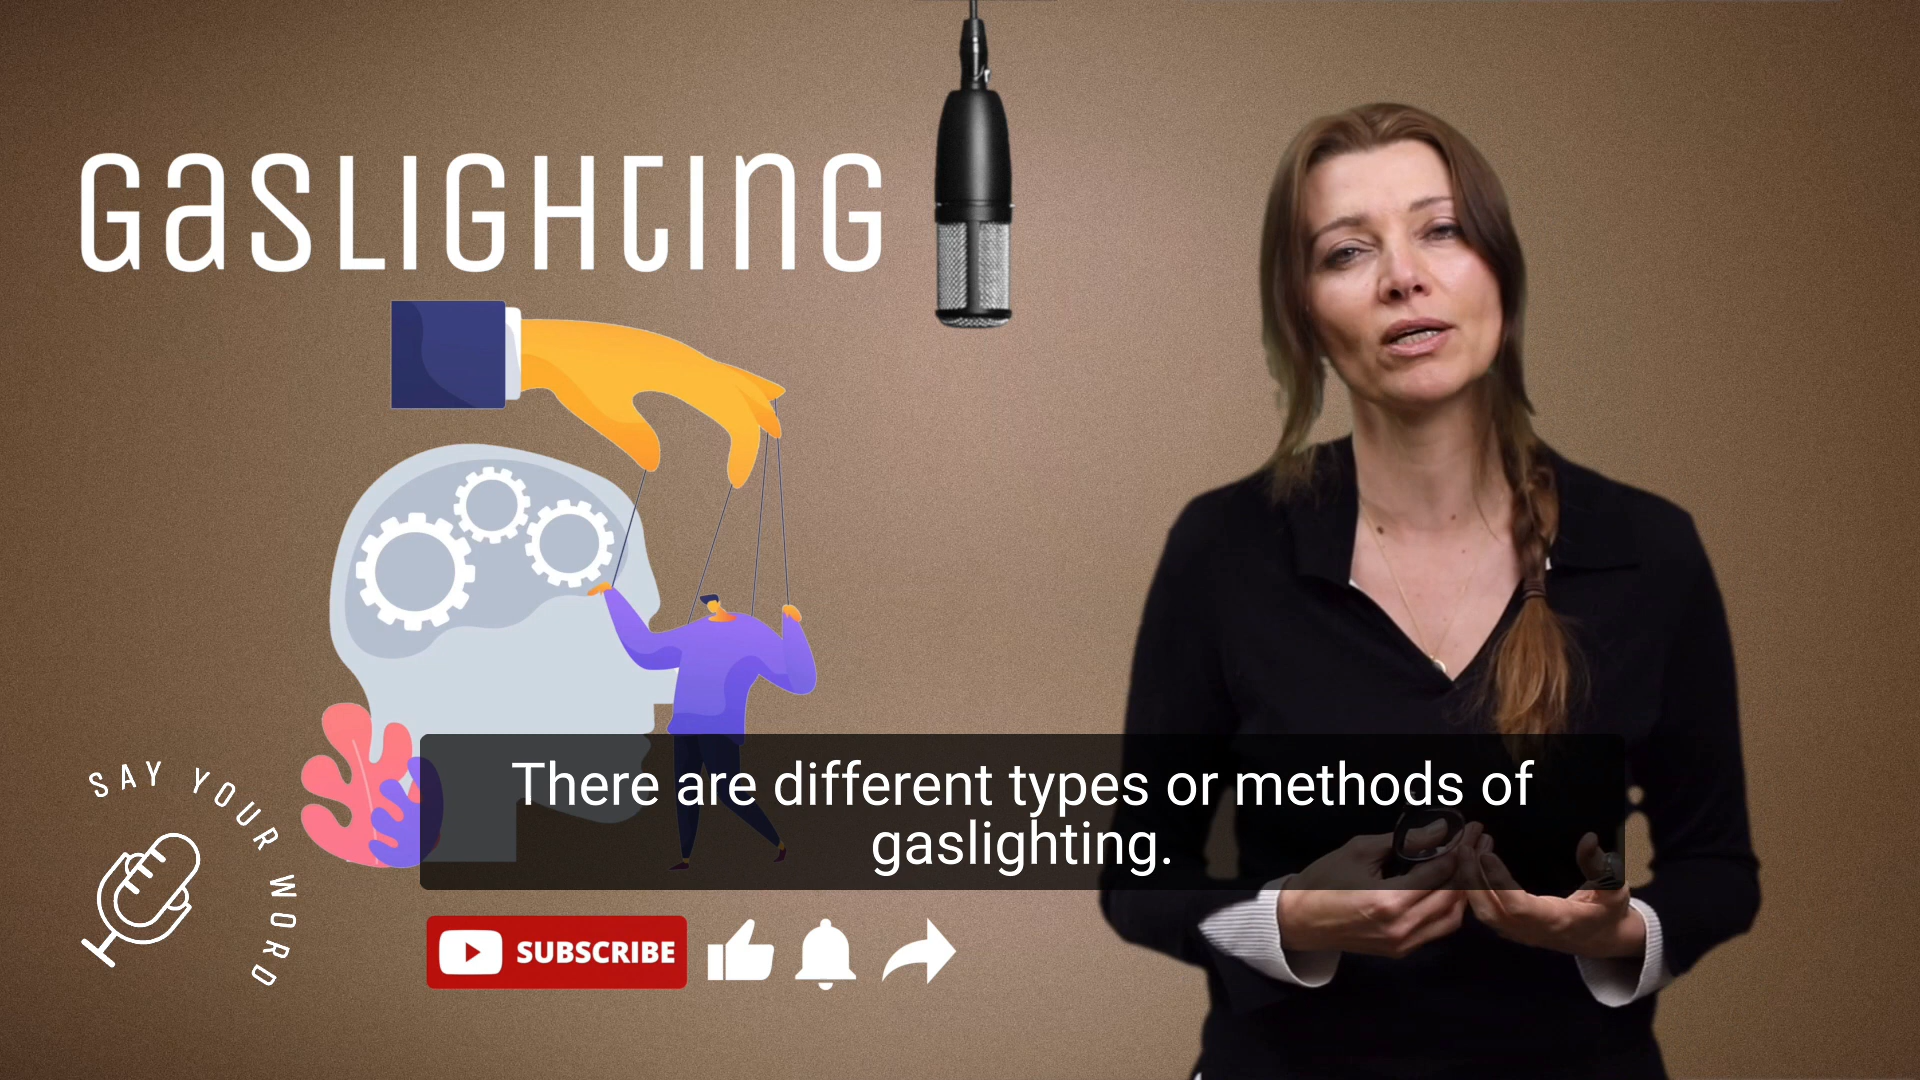 GaSLIGHTInG
There are different types or methods of
gaslighting.
SAY YOUR WORD
SUBSCRIBE